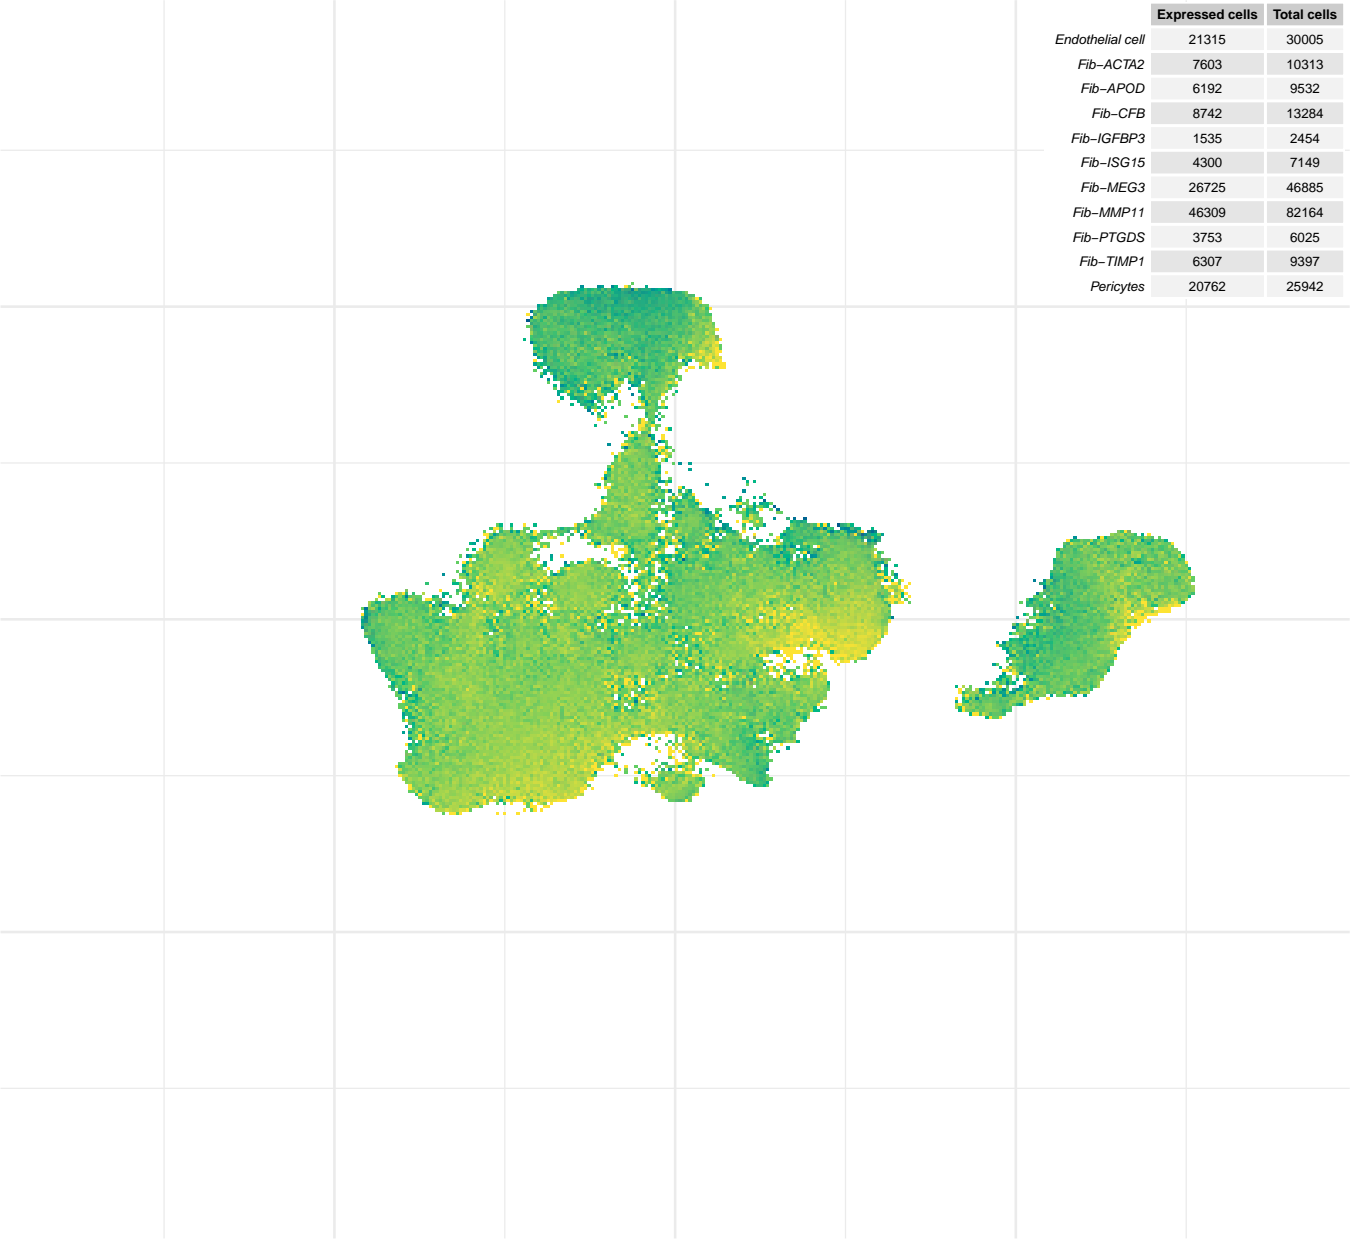 Expressed cells Total cells
Endothelial cell 21315 30005
Fib−ACTA2 7603 10313
Fib−APOD 6192 9532
Fib−CFB 8742 13284
Fib−IGFBP3 1535 2454
Fib−ISG15 4300 7149
Fib−MEG3 26725 46885
Fib−MMP11 46309 82164
Fib−PTGDS 3753 6025
Fib−TIMP1 6307 9397
Pericytes 20762 25942